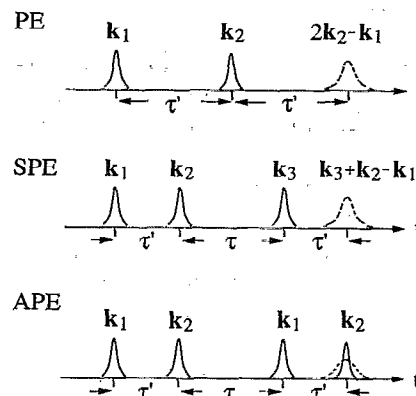 PE
k₁ k₂ 2k₂-k₁
τ' τ'
SPE
k₁ k₂ k₃ k₃+k₂-k₁
τ' τ τ' t
APE
k₁ k₂ k₁ k₂
τ' τ τ' t